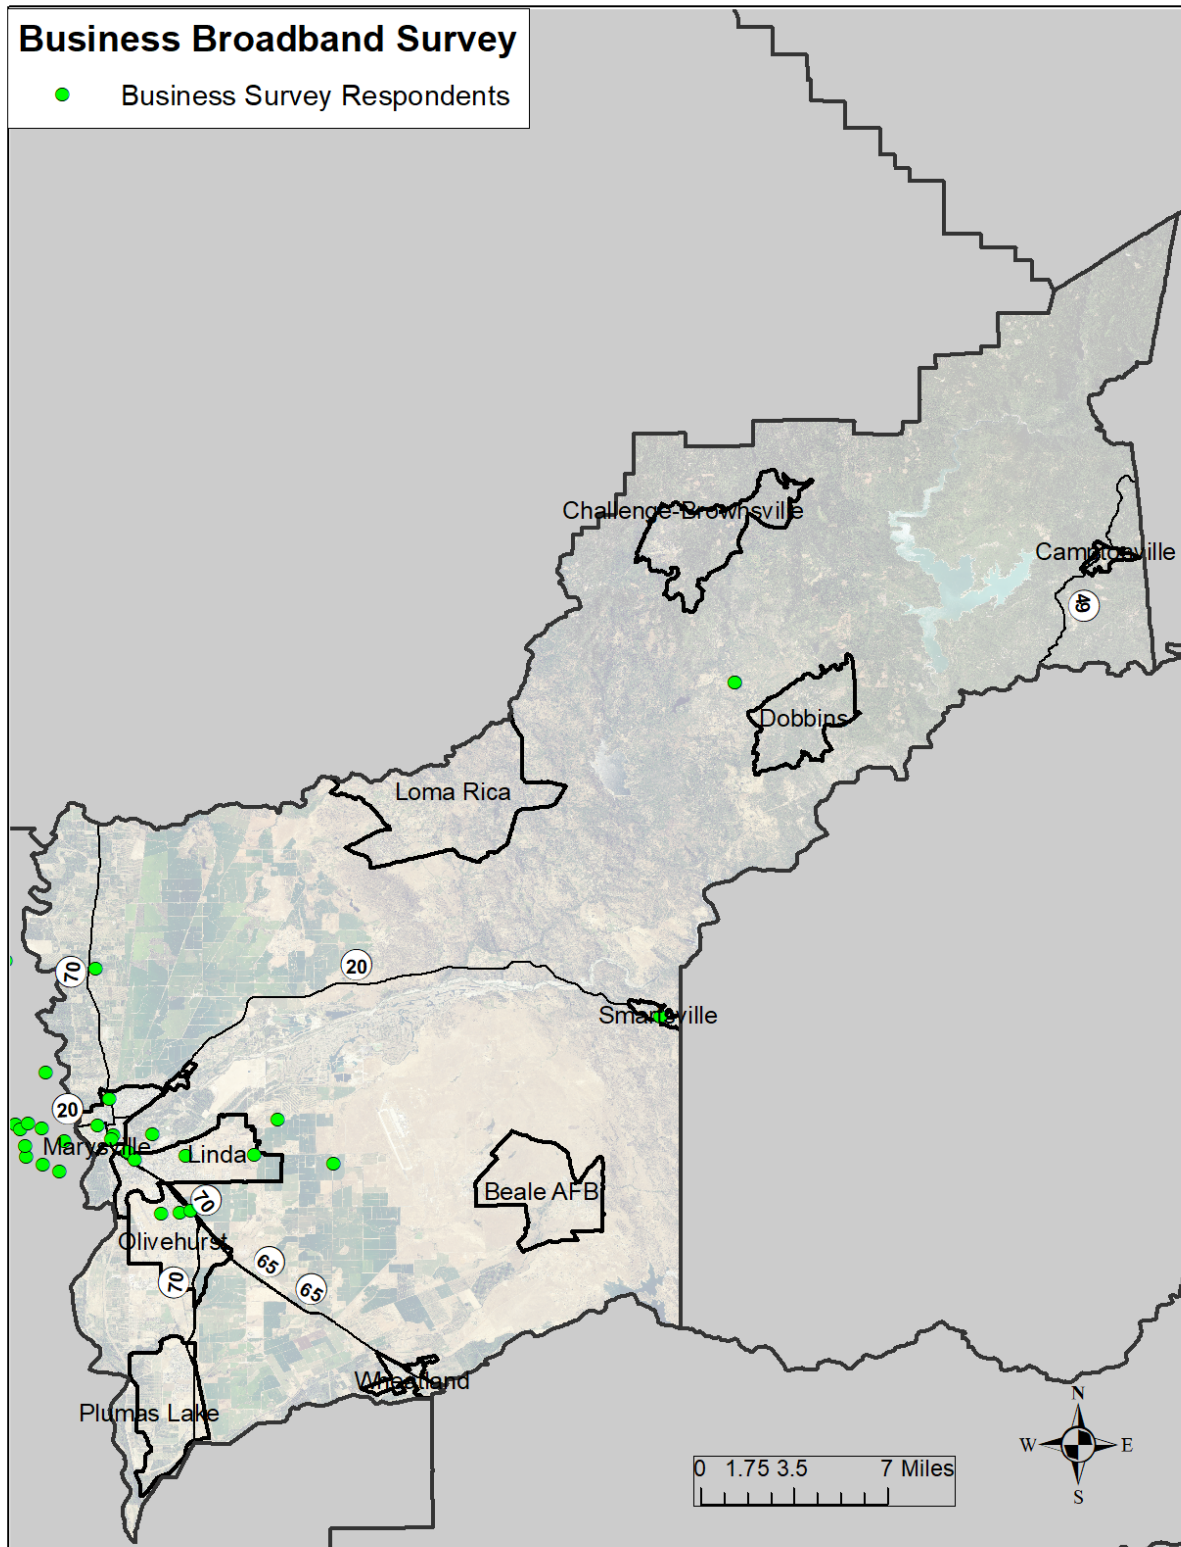 Business Broadband Survey
Business Survey Respondents
Challenge-Brownsville
Camptonville
49
Dobbins
Loma Rica
70
20
Smartsville
20
Marysville
Linda
Beale AFB
70
Olivehurst
65
70
65
Wheatland
Plumas Lake
N
W E
S
0 1.75 3.5 7 Miles